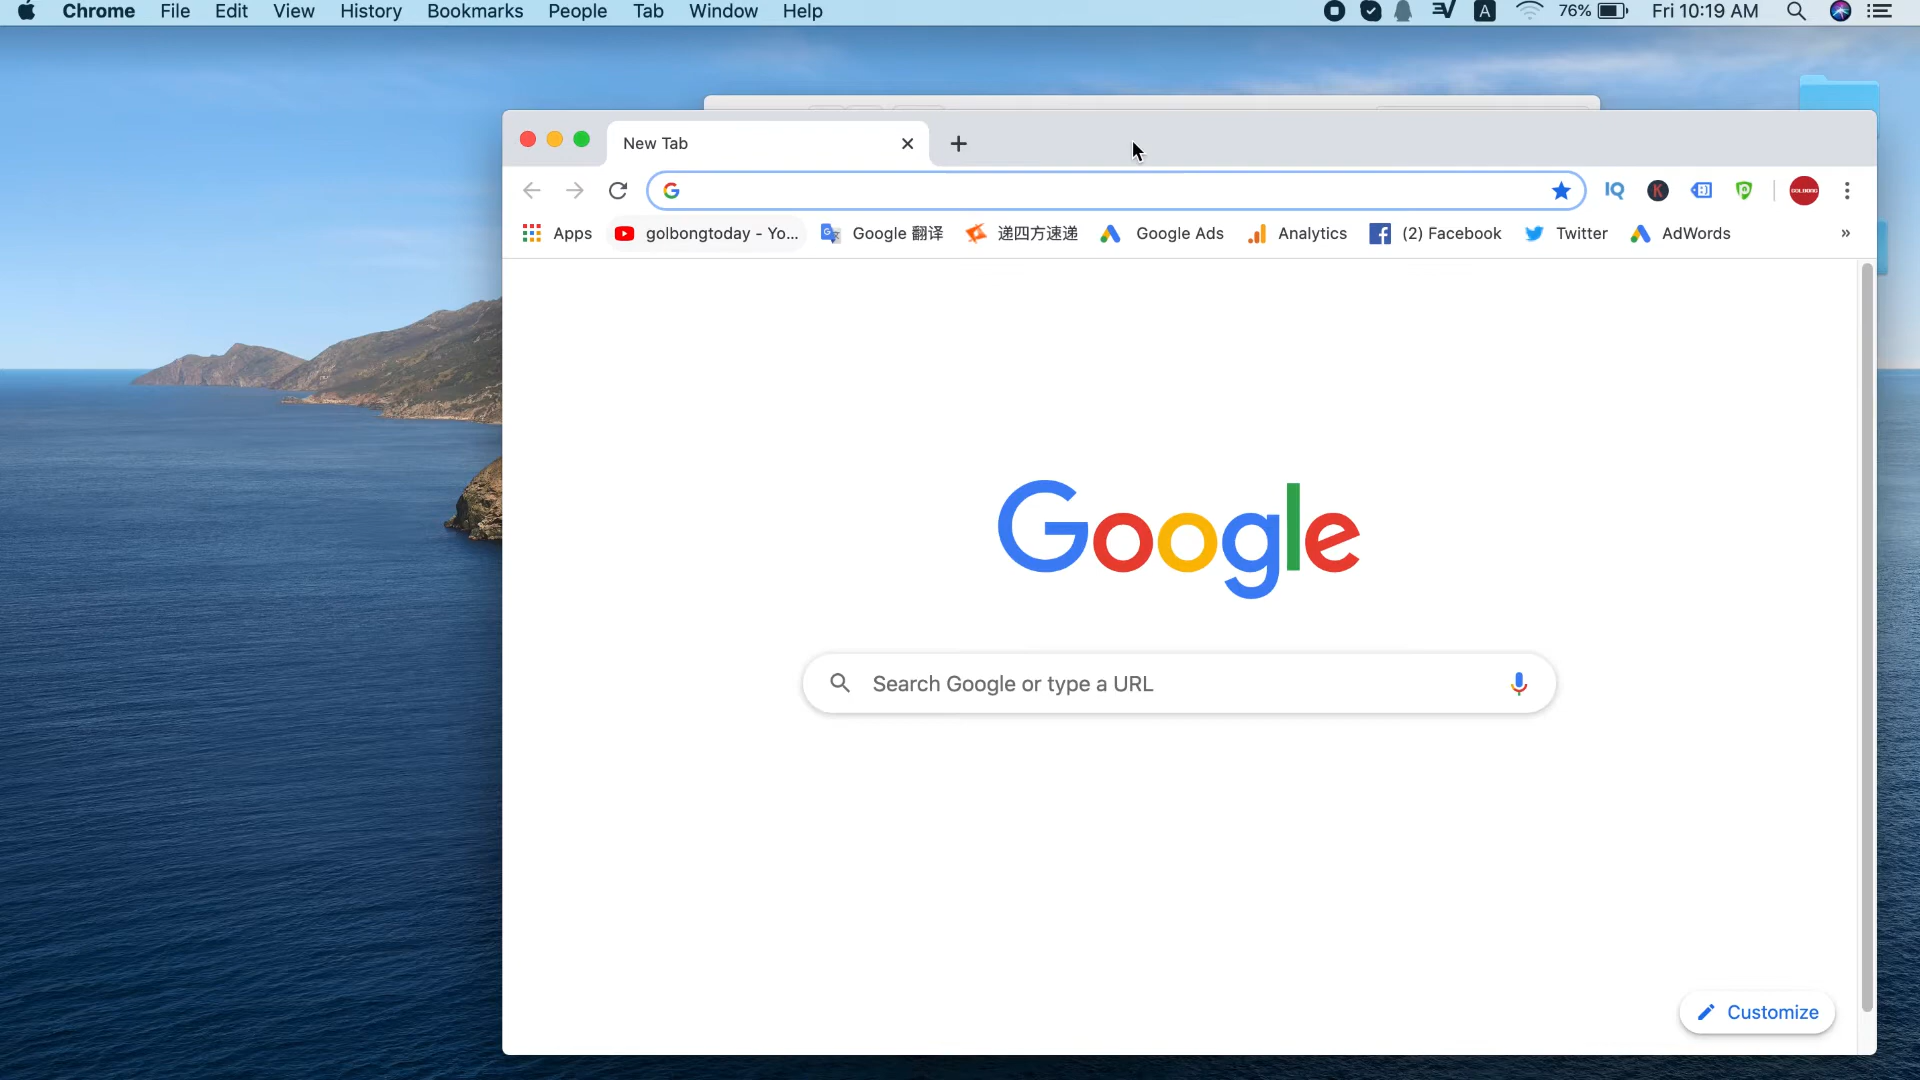 Chrome File Edit View History Bookmarks People Tab Window Help A 76% Fri 10:19 AM
New Tab
IQ K GOLBONG
Apps golbongtoday - Yo... Google 翻译 递四方速递 Google Ads Analytics (2) Facebook Twitter AdWords »
Google
Search Google or type a URL
Customize